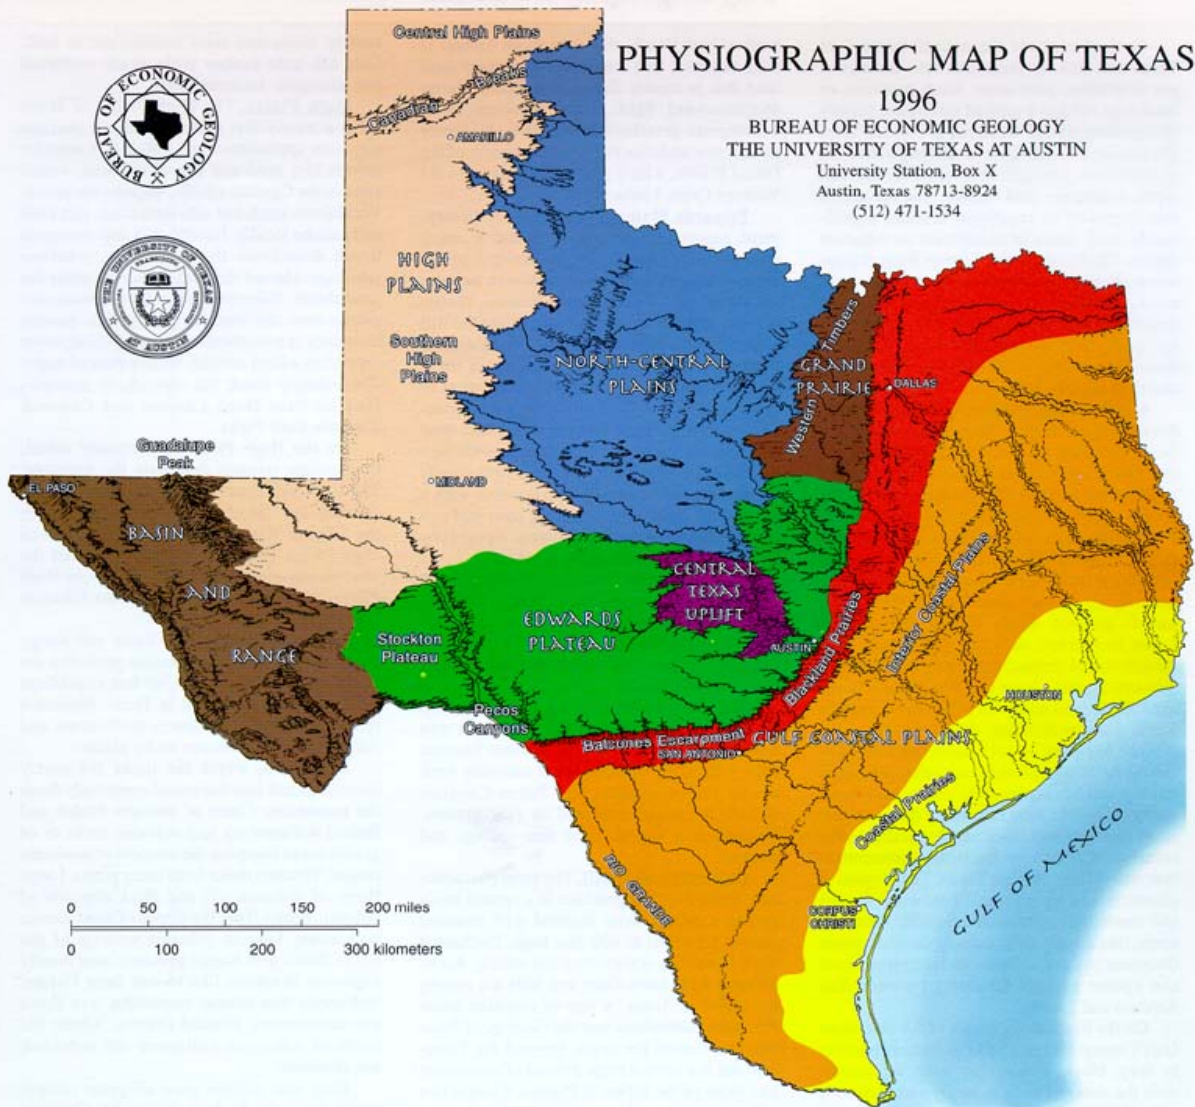 PHYSIOGRAPHIC MAP OF TEXAS
1996
BUREAU OF ECONOMIC GEOLOGY
THE UNIVERSITY OF TEXAS AT AUSTIN
University Station, Box X
Austin, Texas 78713-8924
(512) 471-1534
BUREAU OF ECONOMIC GEOLOGY
THE UNIVERSITY OF TEXAS
Central High Plains
Canadian Breaks
AMARILLO
HIGH
PLAINS
Southern
High
Plains
NORTH-CENTRAL
PLAINS
Western Timbers
GRAND
PRAIRIE
DALLAS
Guadalupe
Peak
EL PASO
MIDLAND
BASIN
AND
RANGE
Stockton
Plateau
EDWARDS
PLATEAU
CENTRAL
TEXAS
UPLIFT
AUSTIN
Pecos
Canyons
Balcones Escarpment
Blackland Prairies
Interior Coastal Plains
SAN ANTONIO
GULF COASTAL PLAINS
HOUSTON
Coastal Prairies
RIO GRANDE
CORPUS
CHRISTI
GULF OF MEXICO
0 50 100 150 200 miles
0 100 200 300 kilometers